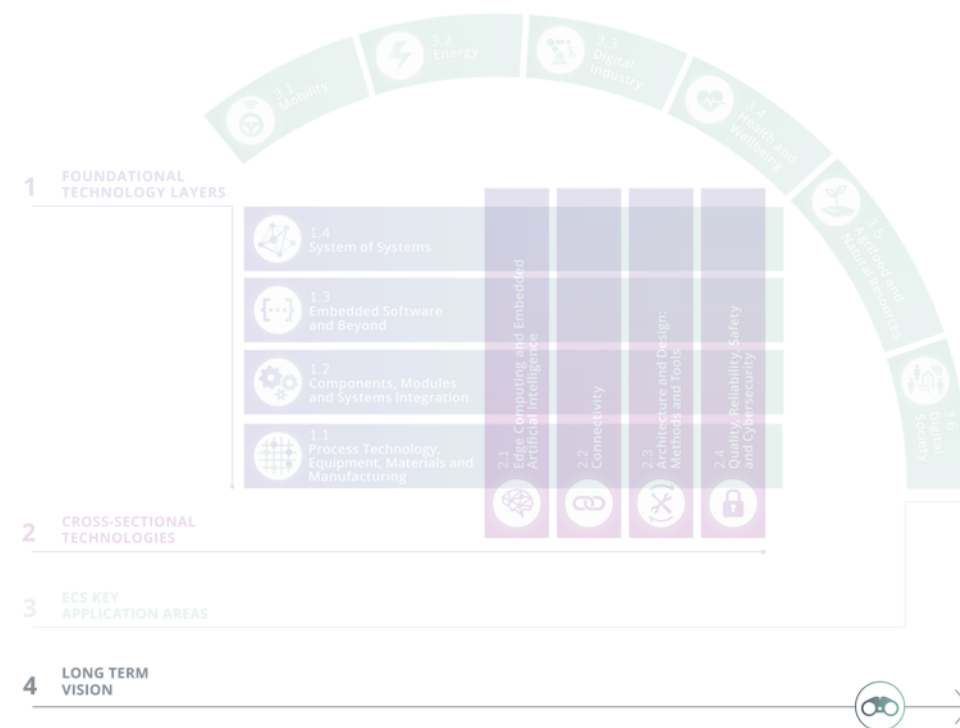 3.1
Mobility
3.2
Energy
3.3
Digital
Industry
3.4
Health and
Wellbeing
3.5
Agrifood and
Natural Resources
3.6
Digital
Society
1
FOUNDATIONAL
TECHNOLOGY LAYERS
1.4
System of Systems
1.3
Embedded Software
and Beyond
1.2
Components, Modules
and Systems Integration
1.1
Process Technology,
Equipment, Materials and
Manufacturing
2.1
Edge Computing and Embedded
Artificial Intelligence
2.2
Connectivity
2.3
Architecture and Design:
Methods and Tools
2.4
Quality, Reliability, Safety
and Cybersecurity
2
CROSS-SECTIONAL
TECHNOLOGIES
3
ECS KEY
APPLICATION AREAS
4
LONG TERM
VISION